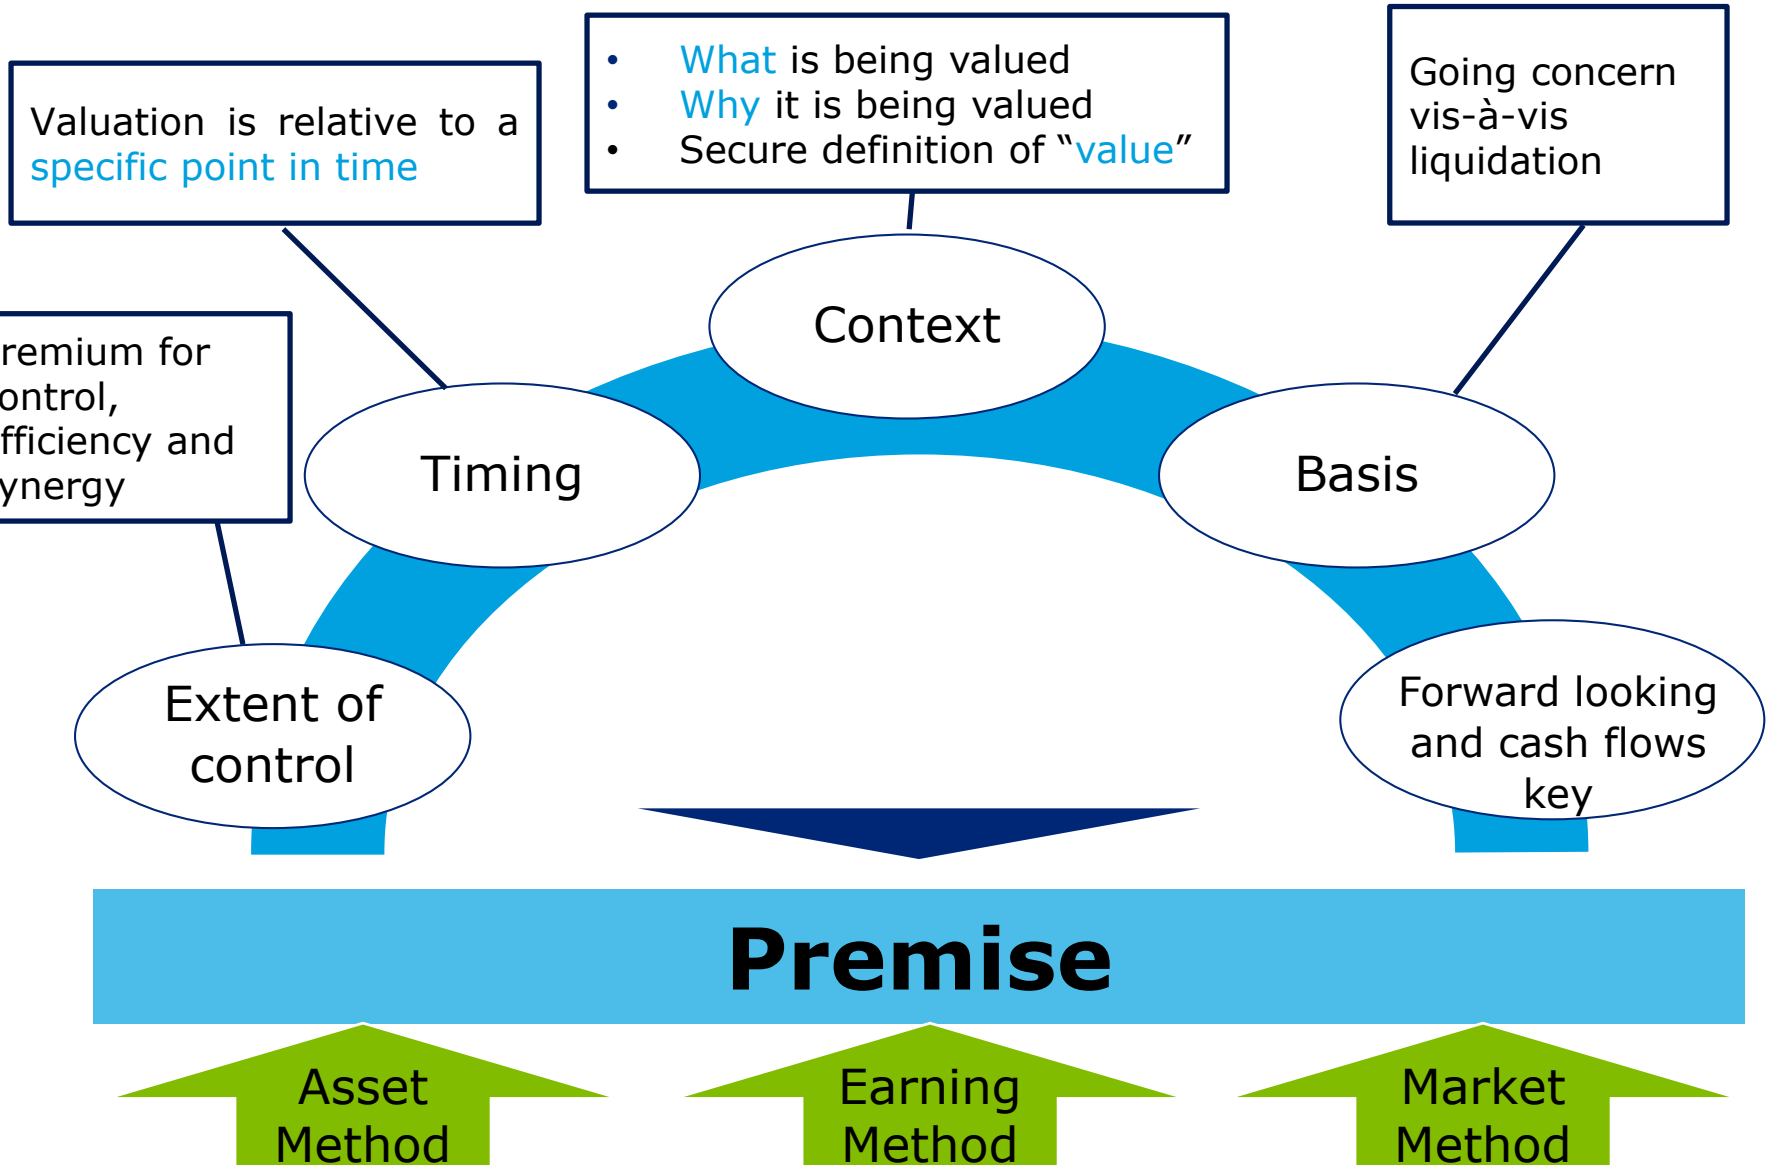 Valuation is relative to a
specific point in time
• What is being valued
• Why it is being valued
• Secure definition of “value”
Going concern
vis-à-vis
liquidation
remium for
ontrol,
fficiency and
ynergy
Context
Timing
Basis
Extent of
control
Forward looking
and cash flows
key
Premise
Asset
Method
Earning
Method
Market
Method